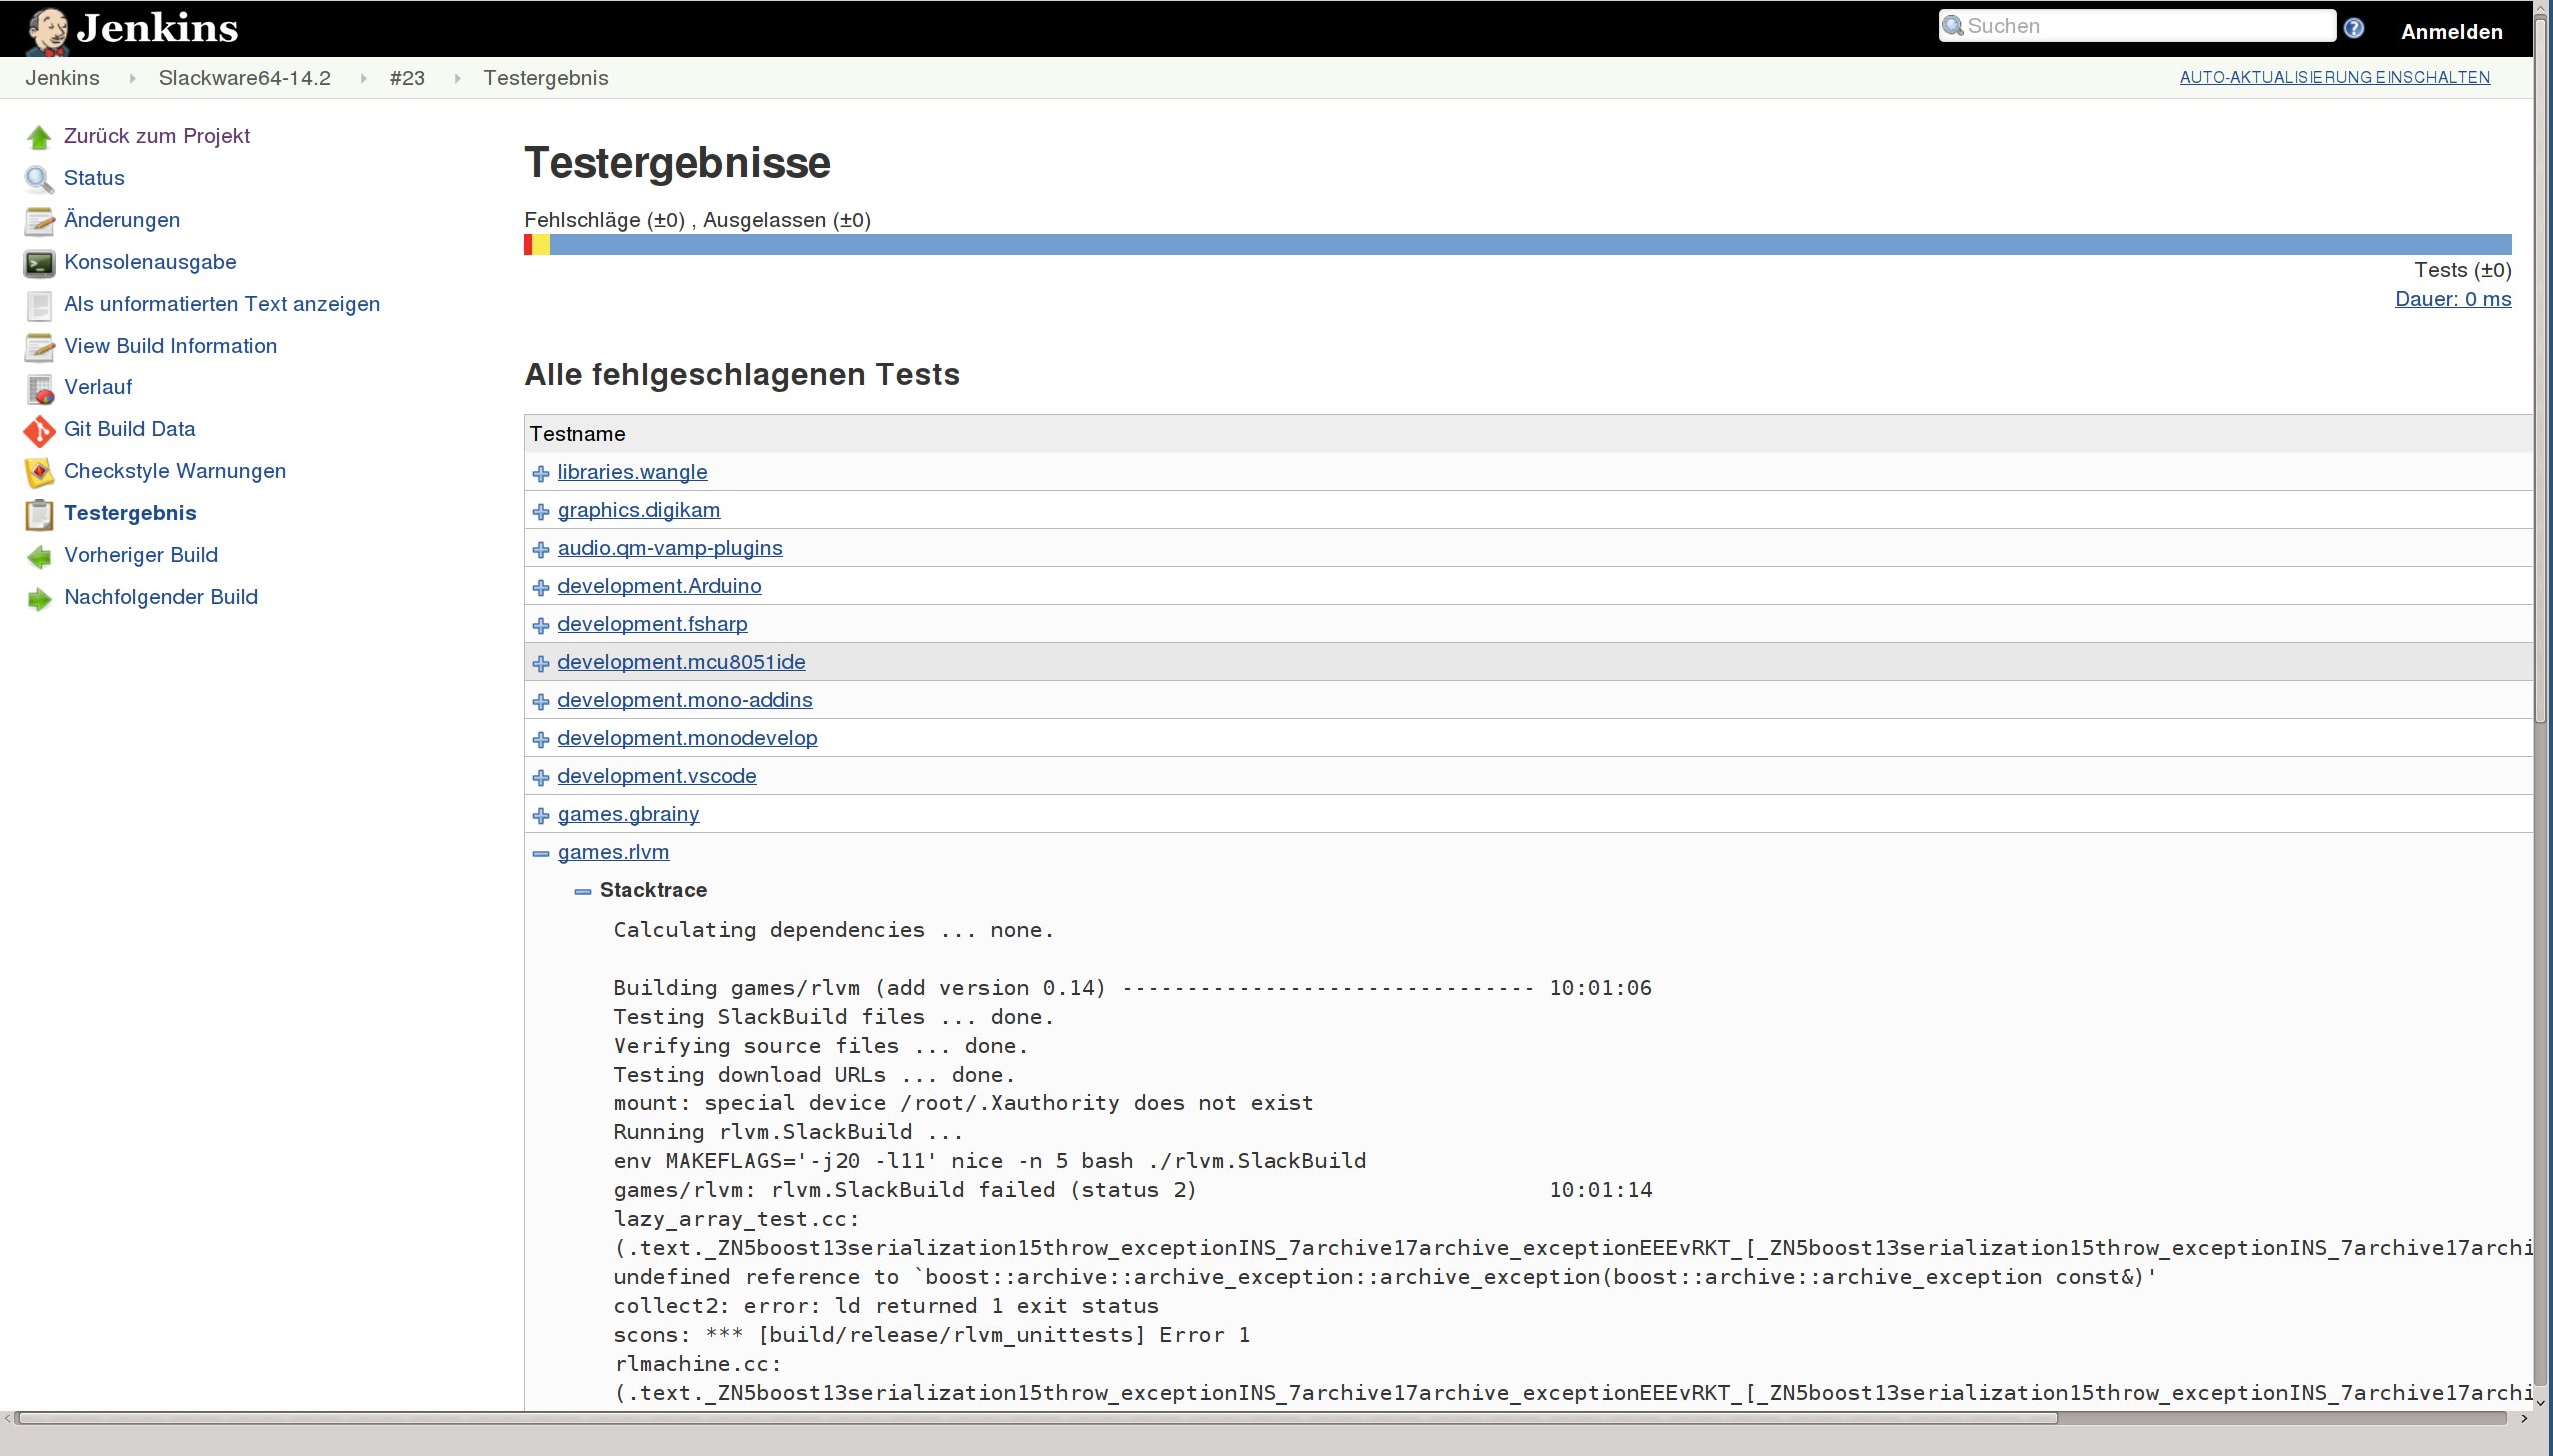 Jenkins
Suchen
Anmelden
Jenkins Slackware64-14.2 #23 Testergebnis
AUTO-AKTUALISIERUNG EINSCHALTEN
Zurück zum Projekt
Status
Änderungen
Konsolenausgabe
Als unformatierten Text anzeigen
View Build Information
Verlauf
Git Build Data
Checkstyle Warnungen
Testergebnis
Vorheriger Build
Nachfolgender Build
Testergebnisse
Fehlschläge (±0) , Ausgelassen (±0)
Tests (±0)
Dauer: 0 ms
Alle fehlgeschlagenen Tests
Testname
libraries.wangle
graphics.digikam
audio.qm-vamp-plugins
development.Arduino
development.fsharp
development.mcu8051ide
development.mono-addins
development.monodevelop
development.vscode
games.gbrainy
games.rlvm
Stacktrace
Calculating dependencies ... none.
Building games/rlvm (add version 0.14) -------------------------------- 10:01:06
Testing SlackBuild files ... done.
Verifying source files ... done.
Testing download URLs ... done.
mount: special device /root/.Xauthority does not exist
Running rlvm.SlackBuild ...
env MAKEFLAGS='-j20 -l11' nice -n 5 bash ./rlvm.SlackBuild
games/rlvm: rlvm.SlackBuild failed (status 2) 10:01:14
lazy_array_test.cc:
(.text._ZN5boost13serialization15throw_exceptionINS_7archive17archive_exceptionEEEvRKT_[_ZN5boost13serialization15throw_exceptionINS_7archive17archi
undefined reference to `boost::archive::archive_exception::archive_exception(boost::archive::archive_exception const&)'
collect2: error: ld returned 1 exit status
scons: *** [build/release/rlvm_unittests] Error 1
rlmachine.cc:
(.text._ZN5boost13serialization15throw_exceptionINS_7archive17archive_exceptionEEEvRKT_[_ZN5boost13serialization15throw_exceptionINS_7archive17archi